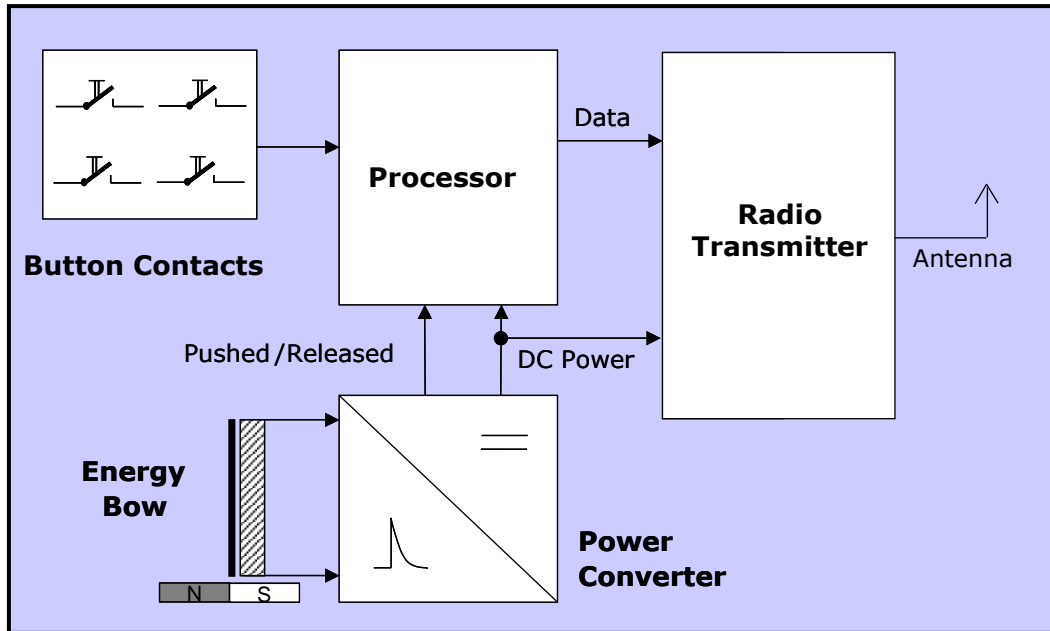 Data
Processor
Radio
Transmitter
Button Contacts
Antenna
Pushed/Released
DC Power
Energy
Bow
Power
Converter
N S